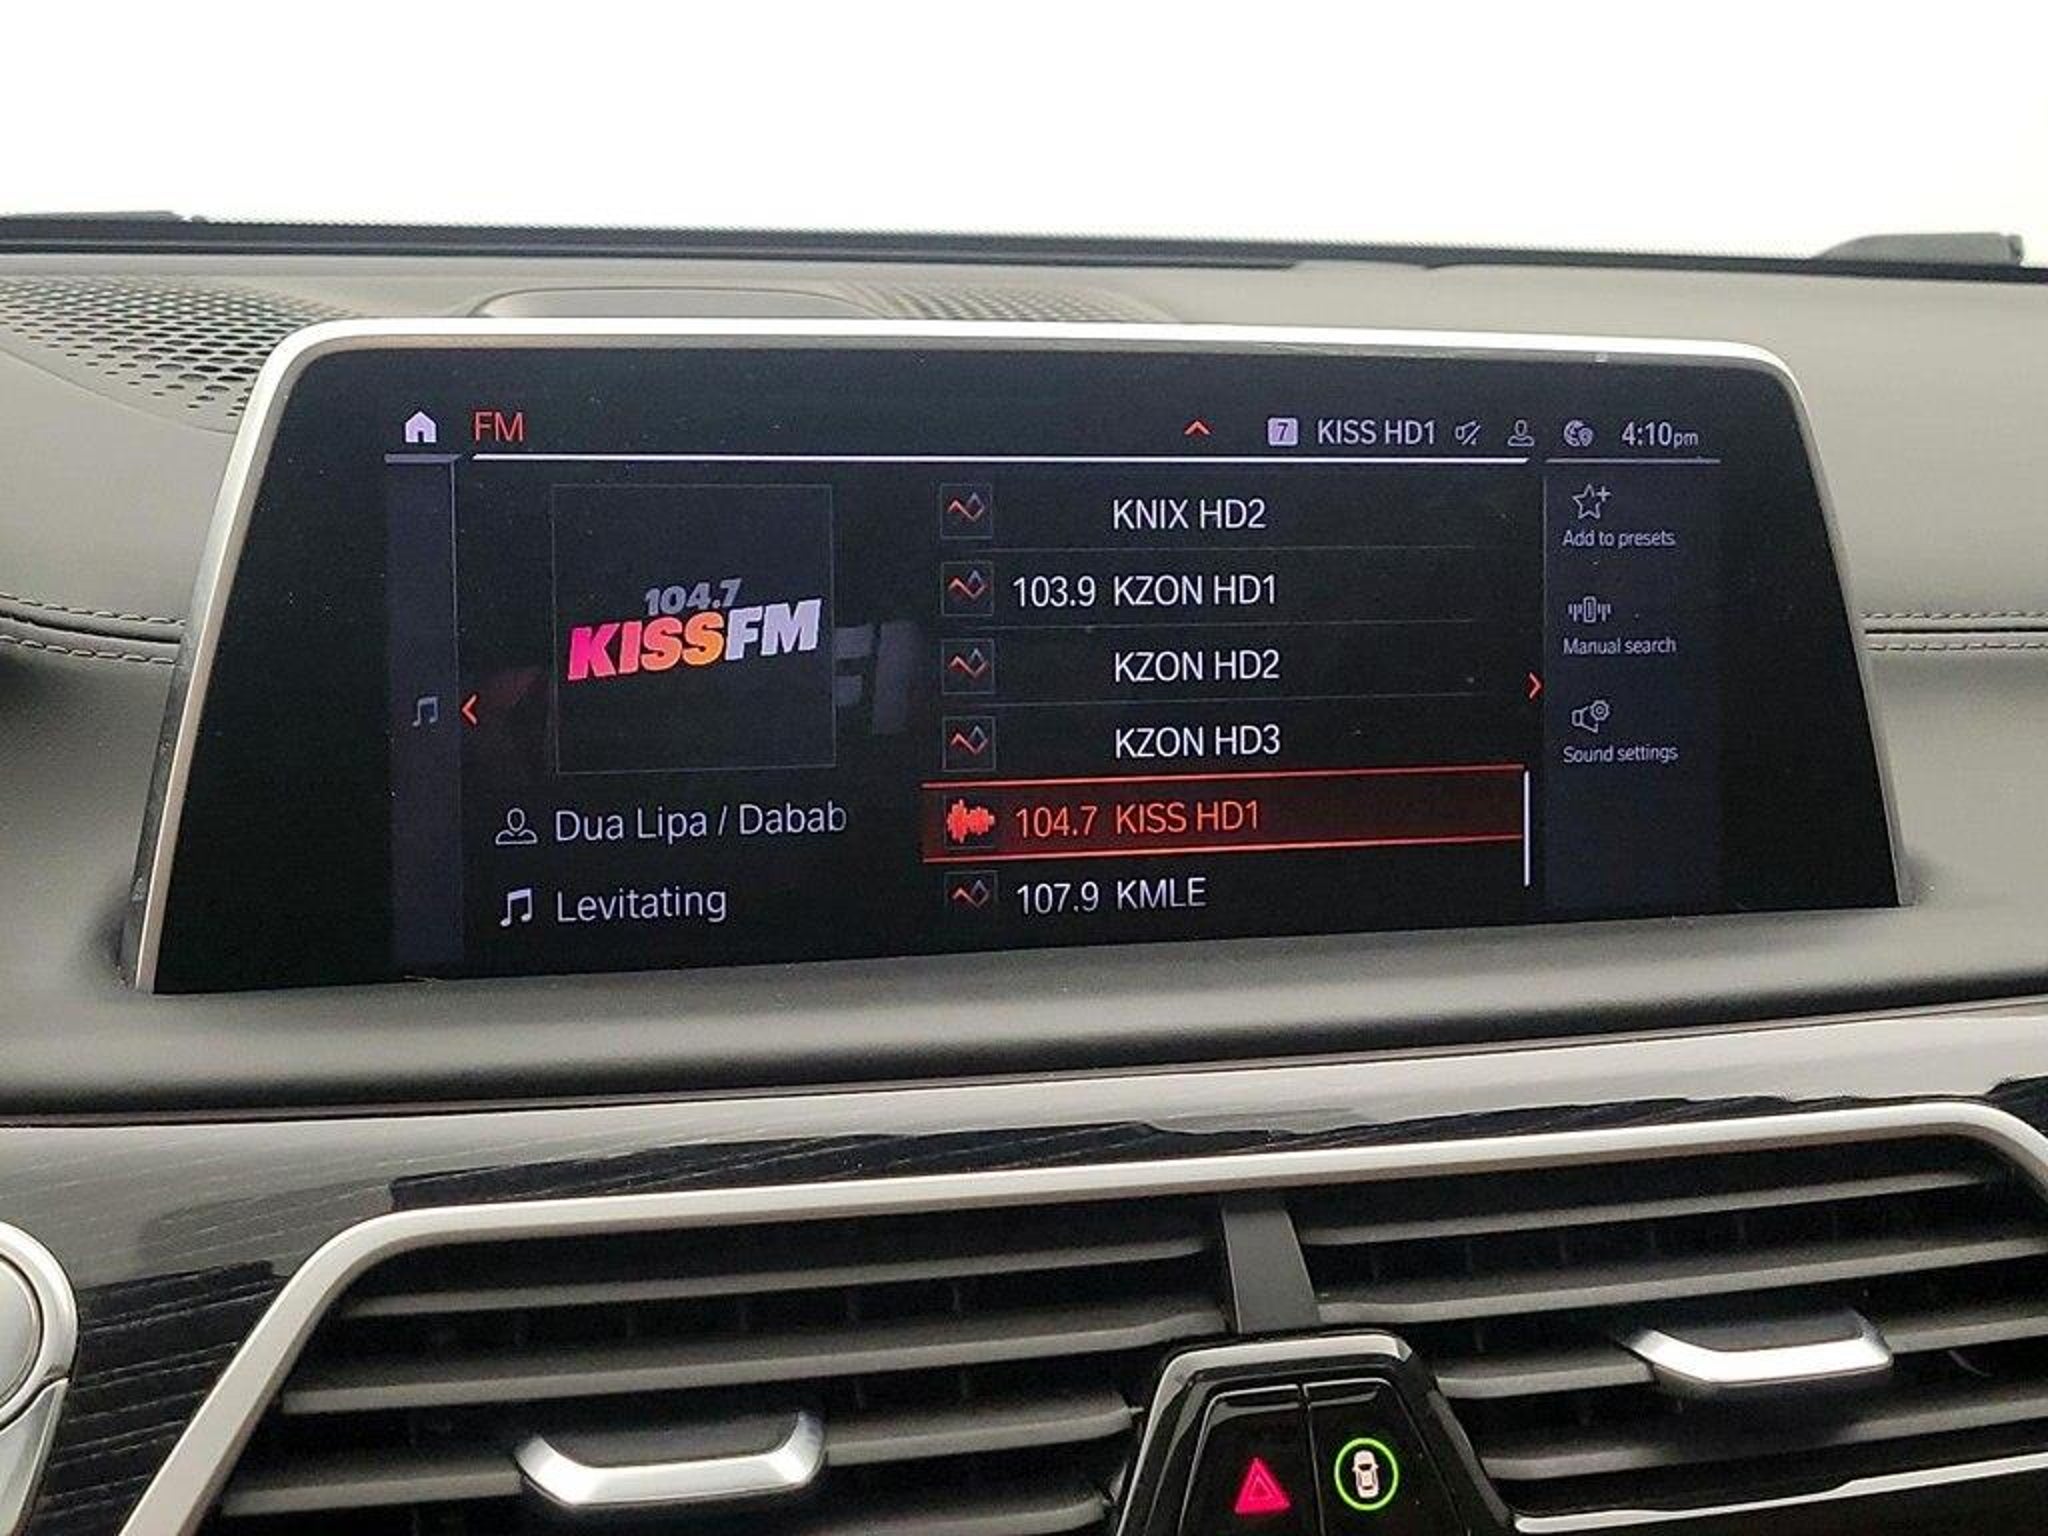 FM
7 KISS HD1 4:10pm
104.7
KISSFM
Dua Lipa / Dabab
Levitating
KNIX HD2
103.9 KZON HD1
KZON HD2
KZON HD3
104.7 KISS HD1
107.9 KMLE
Add to presets
Manual search
Sound settings